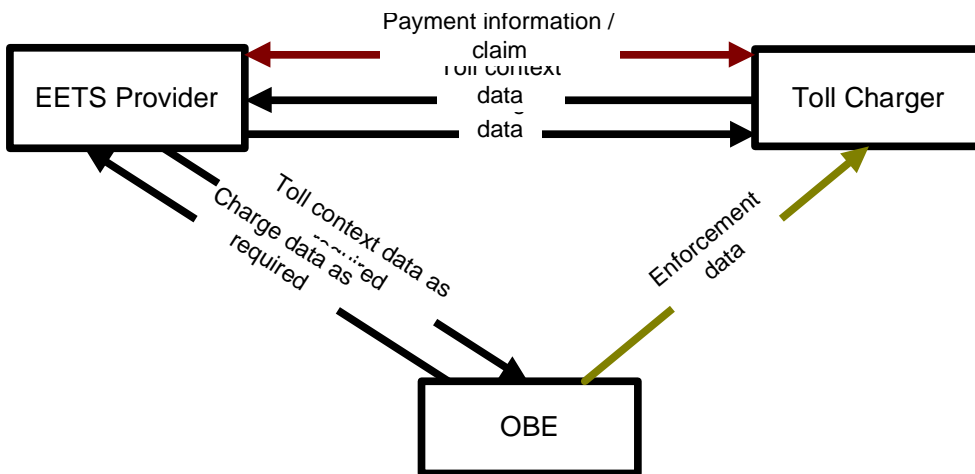 Payment information /
claim
Toll context
data
data
EETS Provider
Toll Charger
Toll context data as
required
Charge data as
required
Enforcement
data
OBE